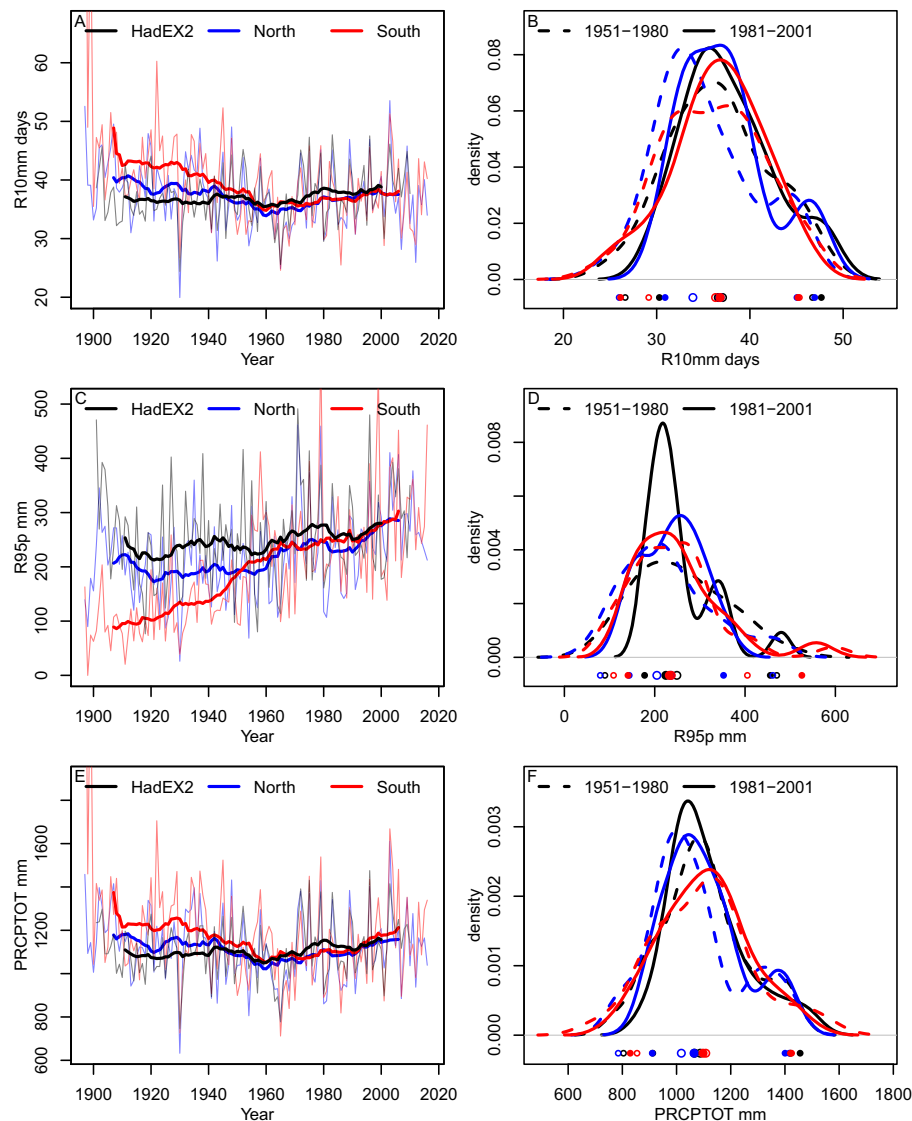 A
HadEX2 North South
R10mm days
60
50
40
30
20
1900 1920 1940 1960 1980 2000 2020
Year
B
1951−1980 1981−2001
density
0.08
0.06
0.04
0.02
0.00
20 30 40 50
R10mm days
C
HadEX2 North South
R95p mm
500
400
300
200
100
0
1900 1920 1940 1960 1980 2000 2020
Year
D
1951−1980 1981−2001
density
0.008
0.004
0.000
0 200 400 600
R95p mm
E
HadEX2 North South
PRCPTOT mm
1600
1200
1000
800
600
1900 1920 1940 1960 1980 2000 2020
Year
F
1951−1980 1981−2001
density
0.003
0.002
0.001
0.000
600 800 1000 1200 1400 1600 1800
PRCPTOT mm